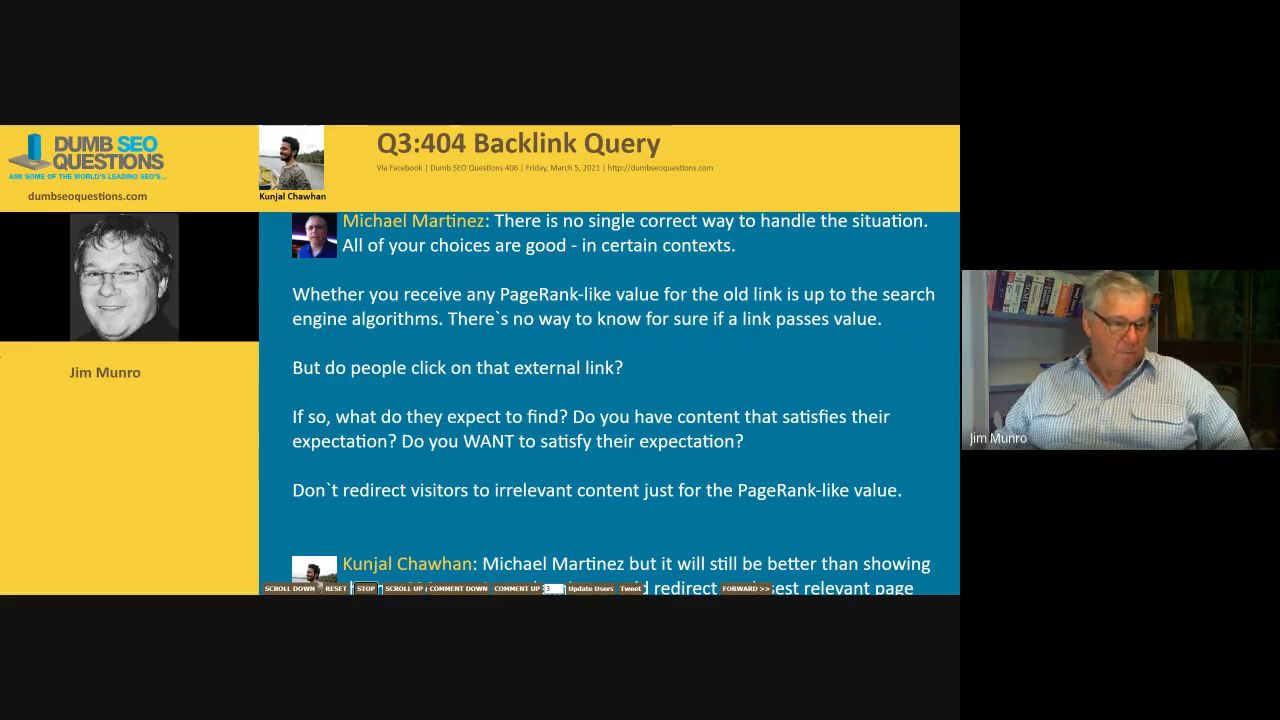 DUMB SEO
QUESTIONS
ASK SOME OF THE WORLD'S LEADING SEO'S...
dumbseoquestions.com
Kunjal Chawhan
Q3:404 Backlink Query
Via Facebook | Dumb SEO Questions 406 | Friday, March 5, 2021 | http://dumbseoquestions.com
Jim Munro
Michael Martinez: There is no single correct way to handle the situation.
All of your choices are good - in certain contexts.
Whether you receive any PageRank-like value for the old link is up to the search
engine algorithms. There`s no way to know for sure if a link passes value.
But do people click on that external link?
If so, what do they expect to find? Do you have content that satisfies their
expectation? Do you WANT to satisfy their expectation?
Don`t redirect visitors to irrelevant content just for the PageRank-like value.
Kunjal Chawhan: Michael Martinez but it will still be better than showing
redirect relevant page
SCROLL DOWN RESET STOP SCROLL UP COMMENT DOWN COMMENT UP 3 Update Users Tweet FORWARD >>
Jim Munro